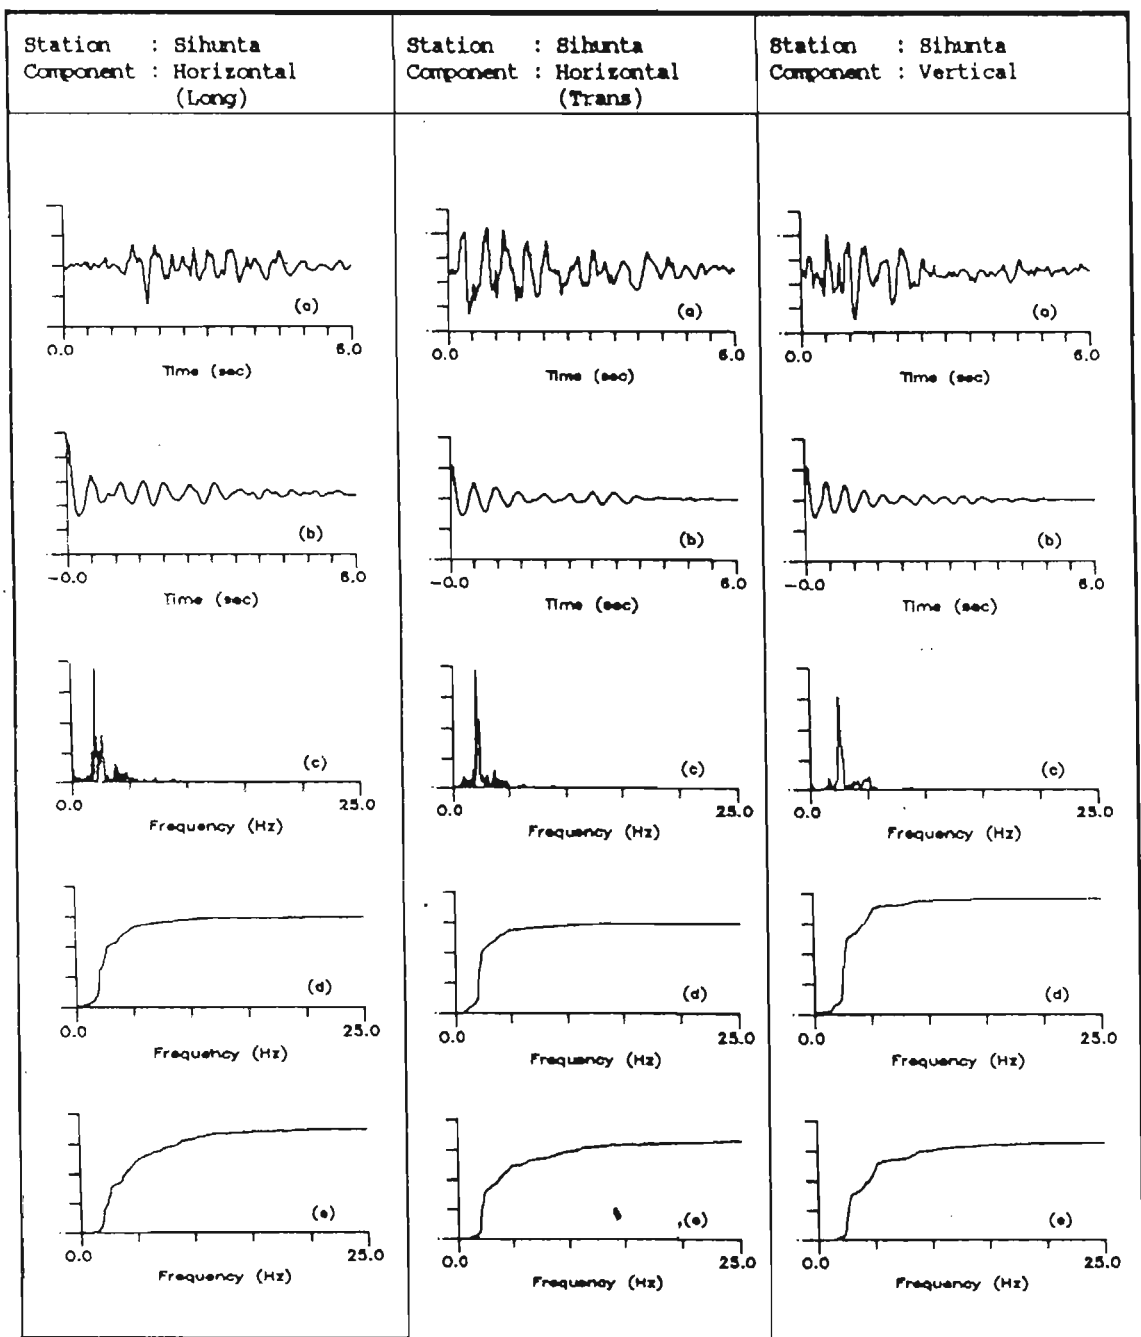 Station : Sihunta
Component : Horizontal
(Long)
Station : Sihunta
Component : Horizontal
(Trans)
Station : Sihunta
Component : Vertical
(a)
0.0 6.0
Time (sec)
(a)
0.0 6.0
Time (sec)
(a)
0.0 6.0
Time (sec)
(b)
-0.0 6.0
Time (sec)
(b)
-0.0 6.0
Time (sec)
(b)
-0.0 6.0
Time (sec)
(c)
0.0 25.0
Frequency (Hz)
(c)
0.0 25.0
Frequency (Hz)
(c)
0.0 25.0
Frequency (Hz)
(d)
0.0 25.0
Frequency (Hz)
(d)
0.0 25.0
Frequency (Hz)
(d)
0.0 25.0
Frequency (Hz)
(e)
0.0 25.0
Frequency (Hz)
(e)
0.0 25.0
Frequency (Hz)
(e)
0.0 25.0
Frequency (Hz)